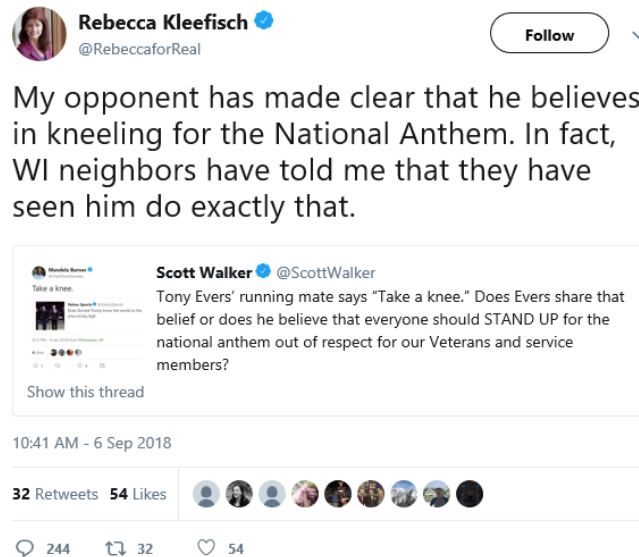 Rebecca Kleefisch
@RebeccaforReal
Follow
My opponent has made clear that he believes
in kneeling for the National Anthem. In fact,
WI neighbors have told me that they have
seen him do exactly that.
Mandela Barnes
Take a knee.
Scott Walker @ScottWalker
Tony Evers' running mate says "Take a knee." Does Evers share that
belief or does he believe that everyone should STAND UP for the
national anthem out of respect for our Veterans and service
members?
Show this thread
10:41 AM - 6 Sep 2018
32 Retweets 54 Likes
244 32 54